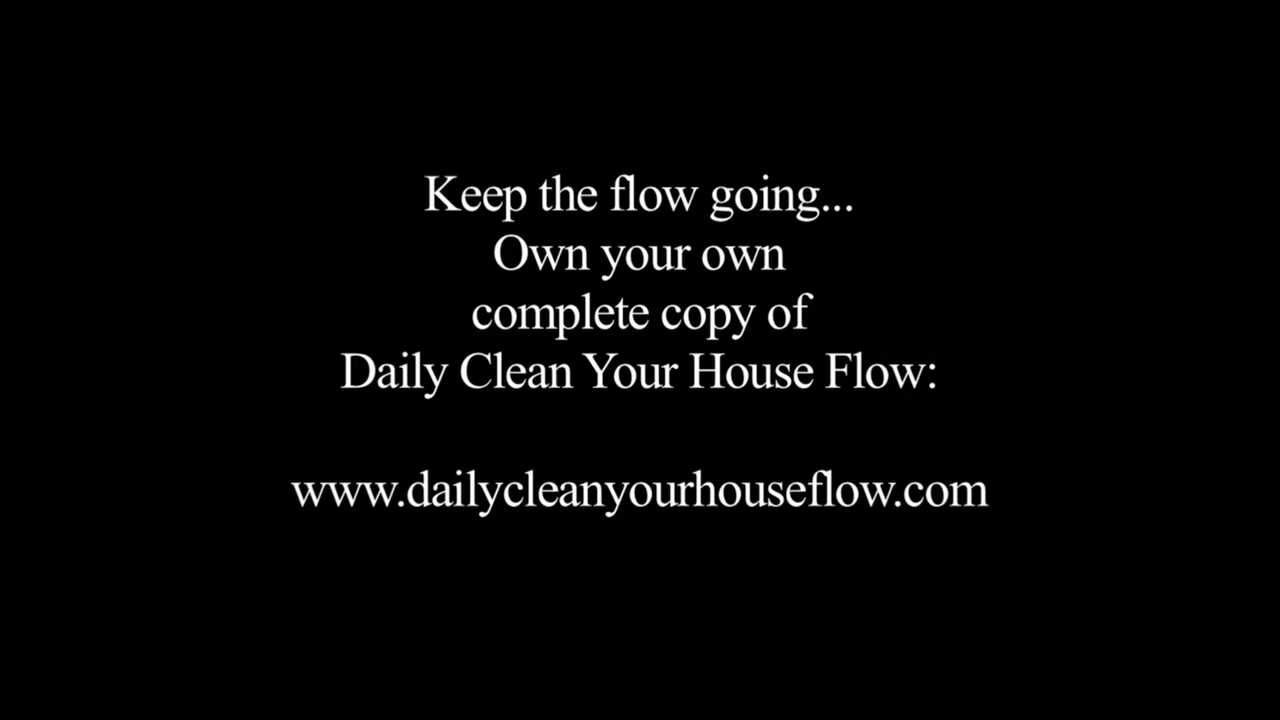 Keep the flow going...
Own your own
complete copy of
Daily Clean Your House Flow:
www.dailycleanyourhouseflow.com